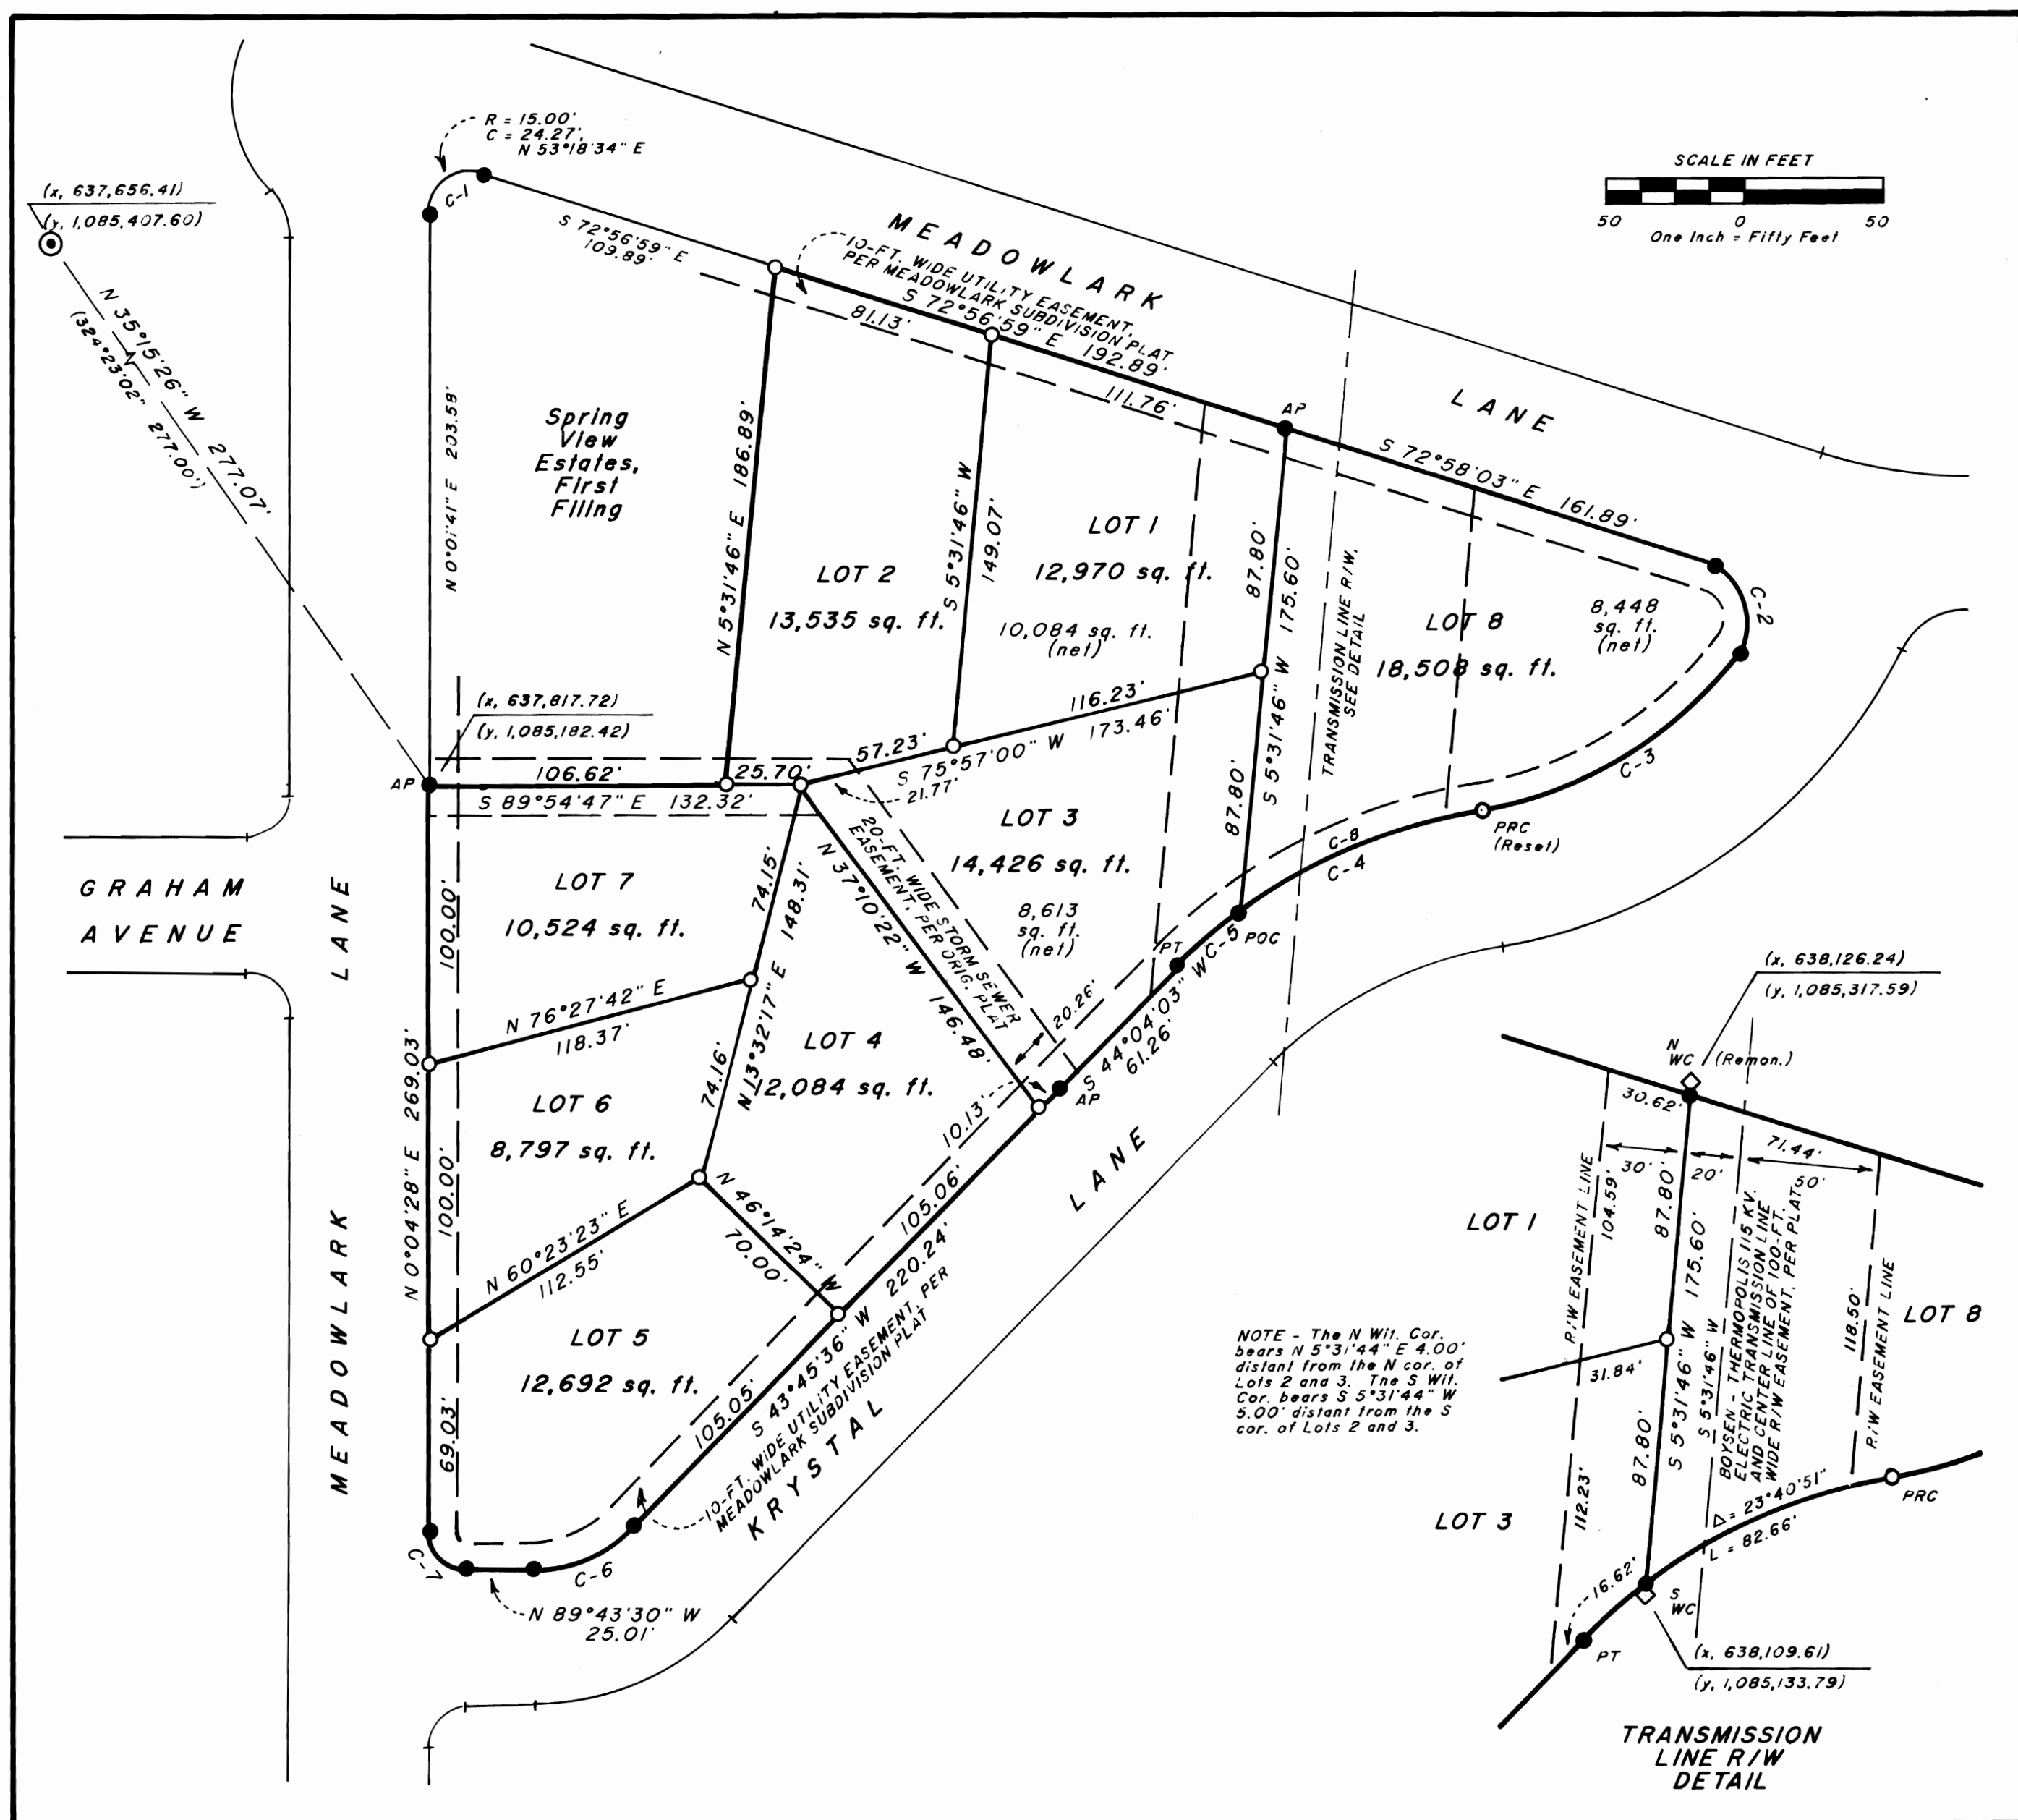 R = 15.00'
C = 24.27',
N 53°18'34" E
C-1
(x, 637,656.41)
(y, 1,085,407.60)
N 35°15'26" W 277.07'
(324°23'02" 277.00')
S 72°56'59" E
109.89'
MEADOWLARK
10-FT. WIDE UTILITY EASEMENT,
PER MEADOWLARK SUBDIVISION PLAT
S 72°56'59" E 192.89'
81.13'
111.76'
SCALE IN FEET
50 0 50
One Inch = Fifty Feet
AP
LANE
S 72°58'03" E 161.89'
N 0°01'41" E 203.59'
Spring
View
Estates,
First
Filing
N 5°31'46" E 186.89'
LOT 2
13,535 sq. ft.
S 5°31'46" W
149.07'
LOT 1
12,970 sq. ft.
10,084 sq. ft.
(net)
87.80'
S 5°31'46" W 175.60'
87.80'
TRANSMISSION LINE R/W,
SEE DETAIL
LOT 8
18,508 sq. ft.
8,448
sq. ft.
(net)
C-2
C-3
PRC
(Reset)
C-8
C-4
(x, 637,817.72)
(y, 1,085,182.42)
AP
106.62'
25.70'
S 89°54'47" E 132.32'
57.23'
116.23'
S 75°57'00" W 173.46'
21.77'
LOT 3
14,426 sq. ft.
8,613
sq. ft.
(net)
20-FT. WIDE STORM SEWER
EASEMENT, PER ORIG. PLAT
N 37°10'22" W 146.48'
PT
C-5
POC
S 44°04'03" W
61.26'
20.26'
10.13'
AP
GRAHAM
AVENUE
MEADOWLARK LANE
LOT 7
10,524 sq. ft.
100.00'
74.15'
N 13°32'17" E 148.31'
74.16'
N 76°27'42" E
118.37'
N 0°04'28" E 269.03'
LOT 6
8,797 sq. ft.
100.00'
LOT 4
12,084 sq. ft.
N 60°23'23" E
112.55'
N 46°14'24" W
70.00'
LOT 5
12,692 sq. ft.
69.03'
105.06'
S 43°45'36" W 220.24'
105.05'
10-FT. WIDE UTILITY EASEMENT, PER
MEADOWLARK SUBDIVISION PLAT
KRYSTAL LANE
C-7
C-6
N 89°43'30" W
25.01'
NOTE - The N Wit. Cor.
bears N 5°31'44" E 4.00'
distant from the N cor. of
Lots 2 and 3. The S Wit.
Cor. bears S 5°31'44" W
5.00' distant from the S
cor. of Lots 2 and 3.
(x, 638,126.24)
(y, 1,085,317.59)
N
WC
(Remon.)
30.62'
71.44'
30'
20'
50'
R/W EASEMENT LINE
104.59'
87.80'
S 5°31'46" W 175.60'
87.80'
S 5°31'46" W
BOYSEN - THERMOPOLIS 115 KV.
ELECTRIC TRANSMISSION LINE
AND CENTER LINE OF 100-FT.
WIDE R/W EASEMENT, PER PLAT
118.50'
R/W EASEMENT LINE
LOT 1
LOT 8
31.84'
LOT 3
112.23'
Δ = 23°40'51"
L = 82.66'
PRC
16.62'
S
WC
PT
(x, 638,109.61)
(y, 1,085,133.79)
TRANSMISSION
LINE R/W
DETAIL